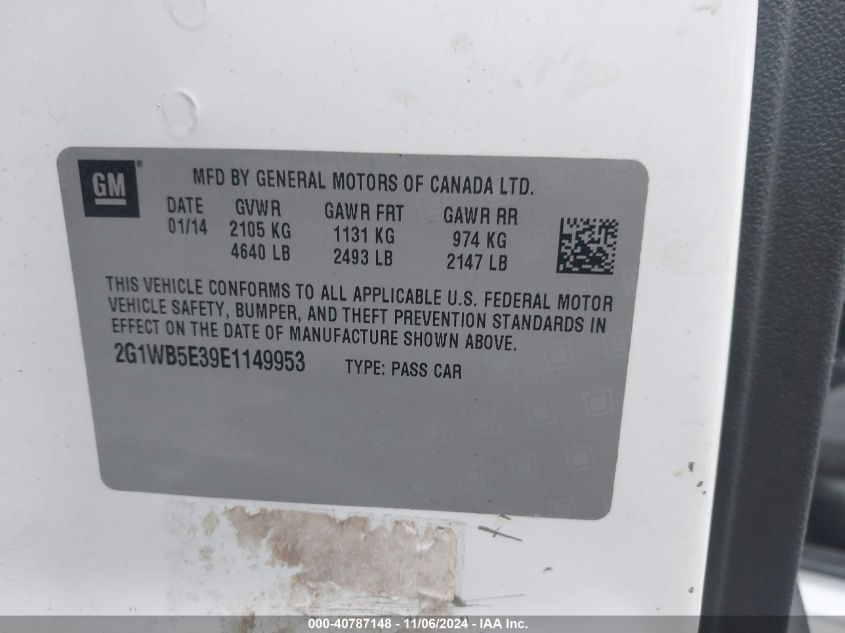 GM®
MFD BY GENERAL MOTORS OF CANADA LTD.
DATE GVWR GAWR FRT GAWR RR
01/14 2105 KG 1131 KG 974 KG
4640 LB 2493 LB 2147 LB
THIS VEHICLE CONFORMS TO ALL APPLICABLE U.S. FEDERAL MOTOR
VEHICLE SAFETY, BUMPER, AND THEFT PREVENTION STANDARDS IN
EFFECT ON THE DATE OF MANUFACTURE SHOWN ABOVE.
2G1WB5E39E1149953 TYPE: PASS CAR
000-40787148 - 11/06/2024 - IAA Inc.